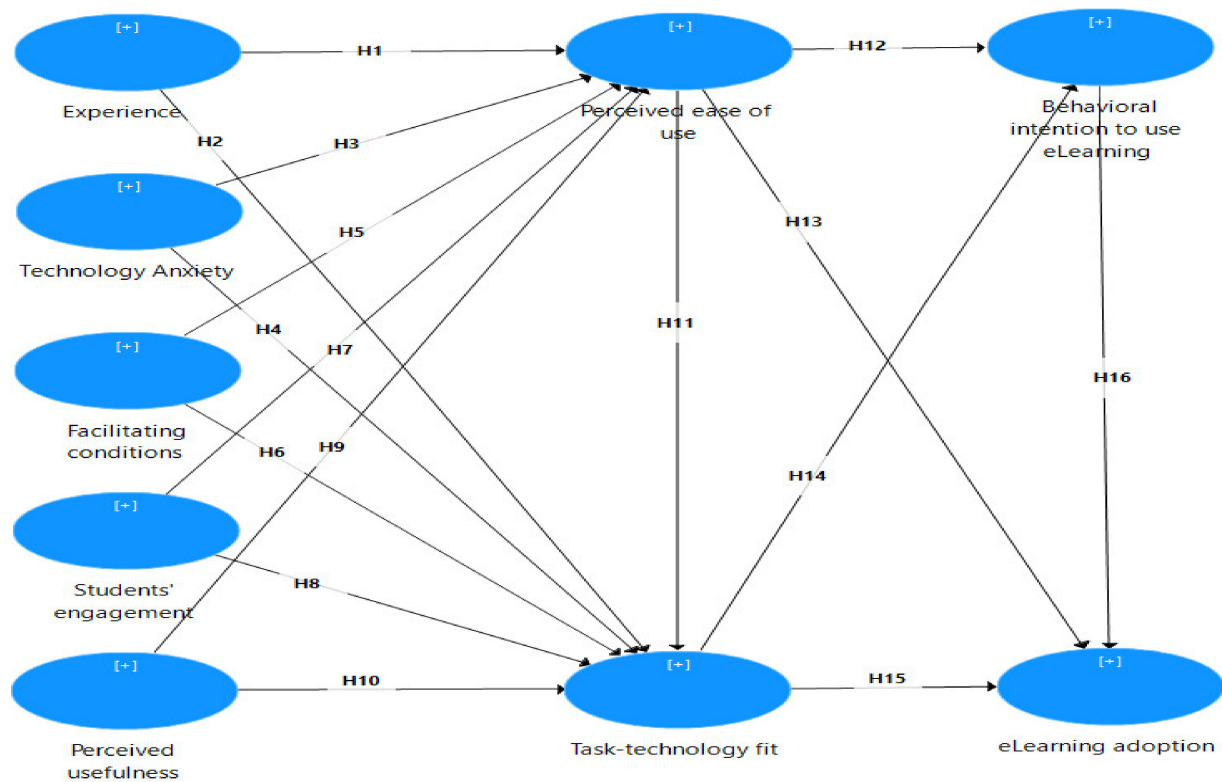 [+]
[+]
[+]
H1
H12
Experience
Perceived ease of
use
Behavioral
intention to use
eLearning
H2
H3
[+]
Technology Anxiety
H5
H13
H4
H7
H11
[+]
H16
Facilitating
conditions
H6
H9
H14
[+]
Students'
engagement
H8
[+]
[+]
[+]
H10
H15
Perceived
usefulness
Task-technology fit
eLearning adoption